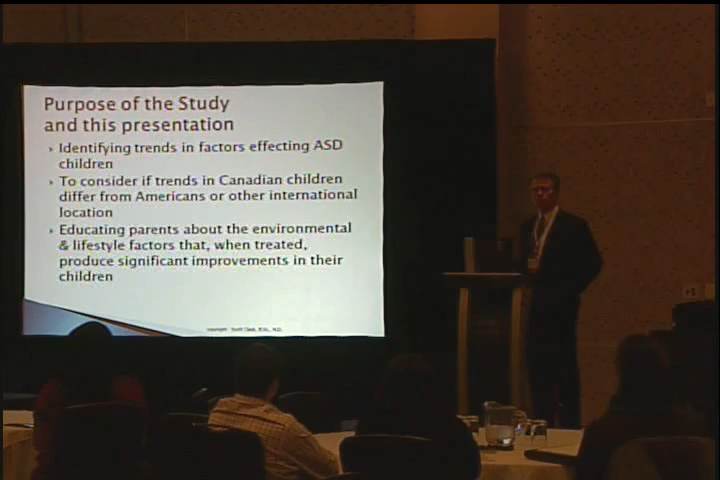 Purpose of the Study
and this presentation
Identifying trends in factors effecting ASD
children
To consider if trends in Canadian children
differ from Americans or other international
location
Educating parents about the environmental
& lifestyle factors that, when treated,
produce significant improvements in their
children